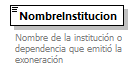 NombreInstitucion
Nombre de la institución o
dependencia que emitió la
exoneración